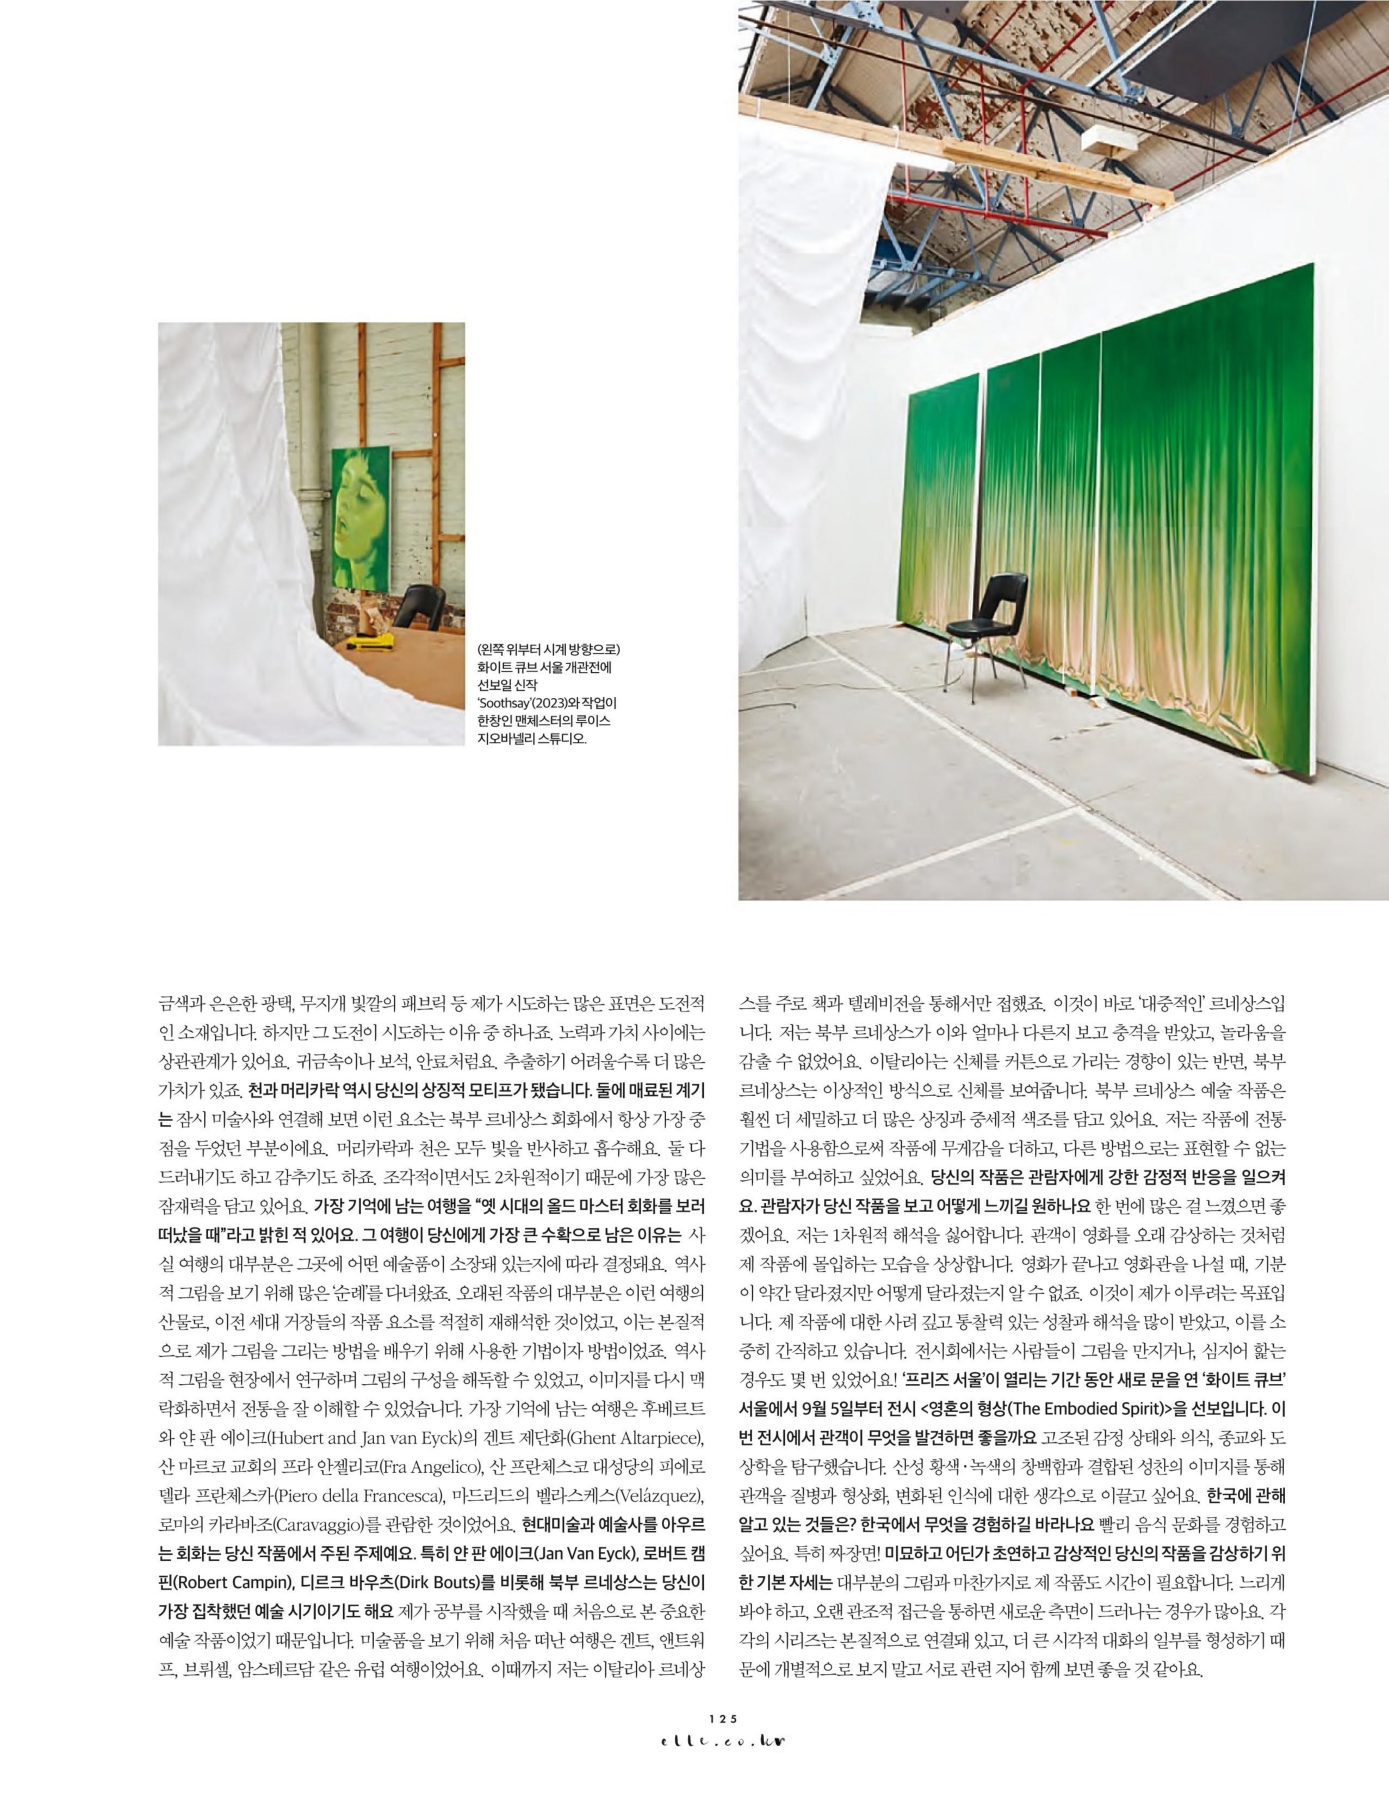 (왼쪽 위부터 시계 방향으로)
화이트 큐브 서울 개관전에
선보일 신작
‘Soothsay’(2023)와 작업이
한창인 맨체스터의 루이스
지오바넬리 스튜디오.
금색과 은은한 광택, 무지개 빛깔의 패브릭 등 제가 시도하는 많은 표면은 도전적
인 소재입니다. 하지만 그 도전이 시도하는 이유 중 하나죠. 노력과 가치 사이에는
상관관계가 있어요. 귀금속이나 보석, 안료처럼요. 추출하기 어려울수록 더 많은
가치가 있죠. 천과 머리카락 역시 당신의 상징적 모티프가 됐습니다. 둘에 매료된 계기
는 잠시 미술사와 연결해 보면 이런 요소는 북부 르네상스 회화에서 항상 가장 중
점을 두었던 부분이에요. 머리카락과 천은 모두 빛을 반사하고 흡수해요. 둘 다
드러내기도 하고 감추기도 하죠. 조각적이면서도 2차원적이기 때문에 가장 많은
잠재력을 담고 있어요. 가장 기억에 남는 여행을 “옛 시대의 올드 마스터 회화를 보러
떠났을 때”라고 밝힌 적 있어요. 그 여행이 당신에게 가장 큰 수확으로 남은 이유는 사
실 여행의 대부분은 그곳에 어떤 예술품이 소장돼 있는지에 따라 결정돼요. 역사
적 그림을 보기 위해 많은 ‘순례’를 다녀왔죠. 오래된 작품의 대부분은 이런 여행의
산물로, 이전 세대 거장들의 작품 요소를 적절히 재해석한 것이었고, 이는 본질적
으로 제가 그림을 그리는 방법을 배우기 위해 사용한 기법이자 방법이었죠. 역사
적 그림을 현장에서 연구하며 그림의 구성을 해독할 수 있었고, 이미지를 다시 맥
락화하면서 전통을 잘 이해할 수 있었습니다. 가장 기억에 남는 여행은 후베르트
와 얀 판 에이크(Hubert and Jan van Eyck)의 겐트 제단화(Ghent Altarpiece),
산 마르코 교회의 프라 안젤리코(Fra Angelico), 산 프란체스코 대성당의 피에로
델라 프란체스카(Piero della Francesca), 마드리드의 벨라스케스(Velázquez),
로마의 카라바조(Caravaggio)를 관람한 것이었어요. 현대미술과 예술사를 아우르
는 회화는 당신 작품에서 주된 주제예요. 특히 얀 판 에이크(Jan Van Eyck), 로버트 캠
핀(Robert Campin), 디르크 바우츠(Dirk Bouts)를 비롯해 북부 르네상스는 당신이
가장 집착했던 예술 시기이기도 해요 제가 공부를 시작했을 때 처음으로 본 중요한
예술 작품이었기 때문입니다. 미술품을 보기 위해 처음 떠난 여행은 겐트, 앤트워
프, 브뤼셀, 암스테르담 같은 유럽 여행이었어요. 이때까지 저는 이탈리아 르네상
스를 주로 책과 텔레비전을 통해서만 접했죠. 이것이 바로 ‘대중적인’ 르네상스입
니다. 저는 북부 르네상스가 이와 얼마나 다른지 보고 충격을 받았고, 놀라움을
감출 수 없었어요. 이탈리아는 신체를 커튼으로 가리는 경향이 있는 반면, 북부
르네상스는 이상적인 방식으로 신체를 보여줍니다. 북부 르네상스 예술 작품은
훨씬 더 세밀하고 더 많은 상징과 중세적 색조를 담고 있어요. 저는 작품에 전통
기법을 사용함으로써 작품에 무게감을 더하고, 다른 방법으로는 표현할 수 없는
의미를 부여하고 싶었어요. 당신의 작품은 관람자에게 강한 감정적 반응을 일으켜
요. 관람자가 당신 작품을 보고 어떻게 느끼길 원하나요 한 번에 많은 걸 느꼈으면 좋
겠어요. 저는 1차원적 해석을 싫어합니다. 관객이 영화를 오래 감상하는 것처럼
제 작품에 몰입하는 모습을 상상합니다. 영화가 끝나고 영화관을 나설 때, 기분
이 약간 달라졌지만 어떻게 달라졌는지 알 수 없죠. 이것이 제가 이루려는 목표입
니다. 제 작품에 대한 사려 깊고 통찰력 있는 성찰과 해석을 많이 받았고, 이를 소
중히 간직하고 있습니다. 전시회에서는 사람들이 그림을 만지거나, 심지어 핥는
경우도 몇 번 있었어요! ‘프리즈 서울’이 열리는 기간 동안 새로 문을 연 ‘화이트 큐브’
서울에서 9월 5일부터 전시 <영혼의 형상(The Embodied Spirit)>을 선보입니다. 이
번 전시에서 관객이 무엇을 발견하면 좋을까요 고조된 감정 상태와 의식, 종교와 도
상학을 탐구했습니다. 산성 황색·녹색의 창백함과 결합된 성찬의 이미지를 통해
관객을 질병과 형상화, 변화된 인식에 대한 생각으로 이끌고 싶어요. 한국에 관해
알고 있는 것들은? 한국에서 무엇을 경험하길 바라나요 빨리 음식 문화를 경험하고
싶어요. 특히 짜장면! 미묘하고 어딘가 초연하고 감상적인 당신의 작품을 감상하기 위
한 기본 자세는 대부분의 그림과 마찬가지로 제 작품도 시간이 필요합니다. 느리게
봐야 하고, 오랜 관조적 접근을 통하면 새로운 측면이 드러나는 경우가 많아요. 각
각의 시리즈는 본질적으로 연결돼 있고, 더 큰 시각적 대화의 일부를 형성하기 때
문에 개별적으로 보지 말고 서로 관련 지어 함께 보면 좋을 것 같아요.
125
elle.co.kr